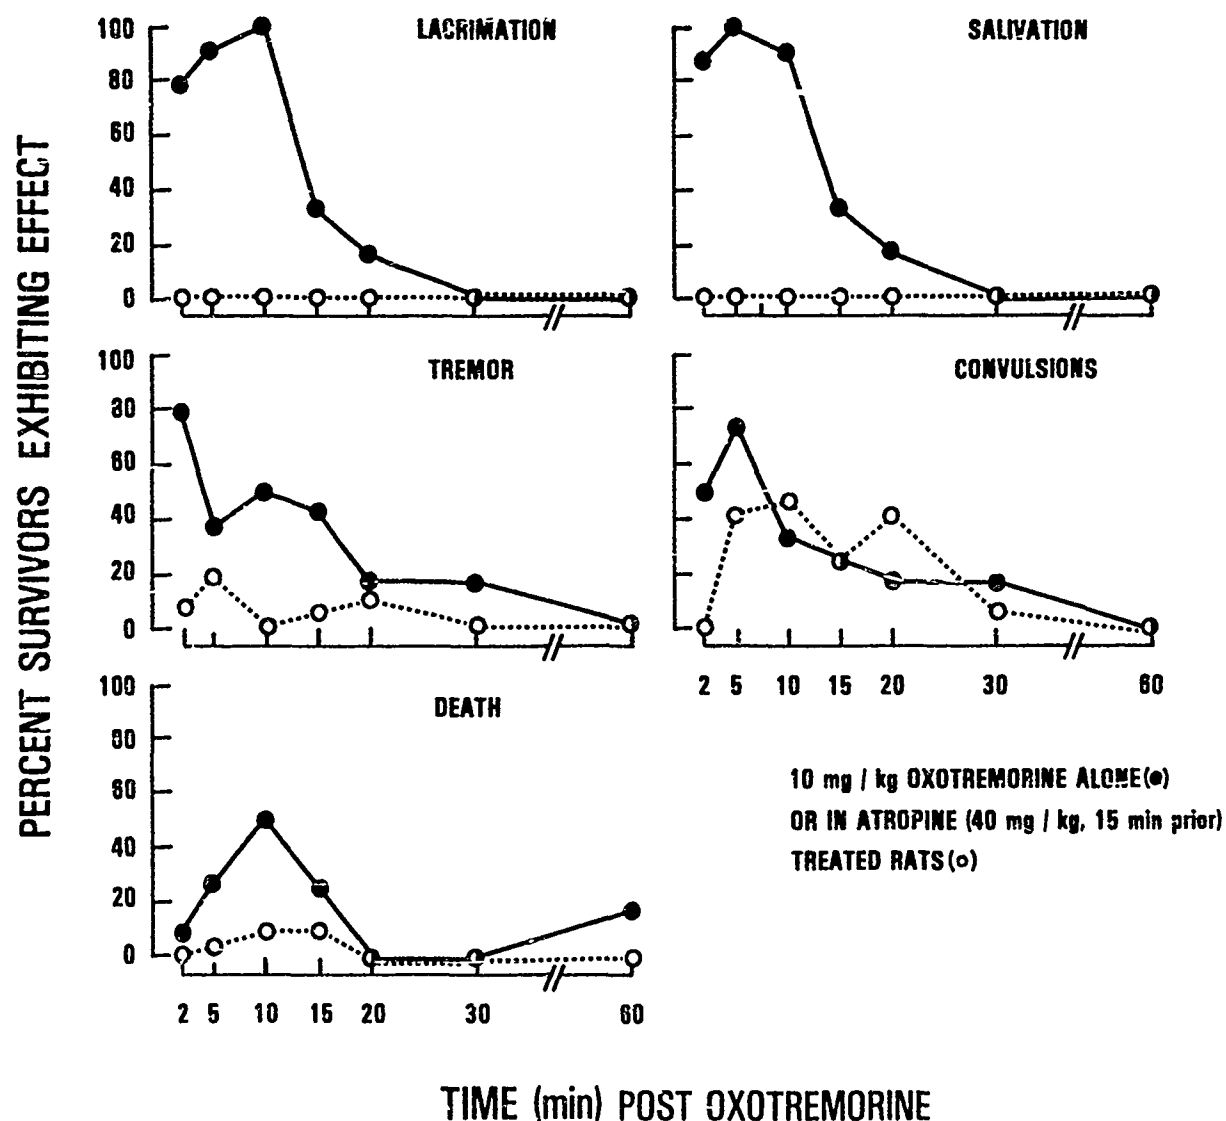 PERCENT SURVIVORS EXHIBITING EFFECT
LACRIMATION
100
80
60
40
20
0
SALIVATION
TREMOR
100
80
60
40
20
0
CONVULSIONS
2 5 10 15 20 30 60
DEATH
100
80
60
40
20
0
2 5 10 15 20 30 60
10 mg / kg OXOTREMORINE ALONE(●)
OR IN ATROPINE (40 mg / kg, 15 min prior)
TREATED RATS(o)
TIME (min) POST OXOTREMORINE